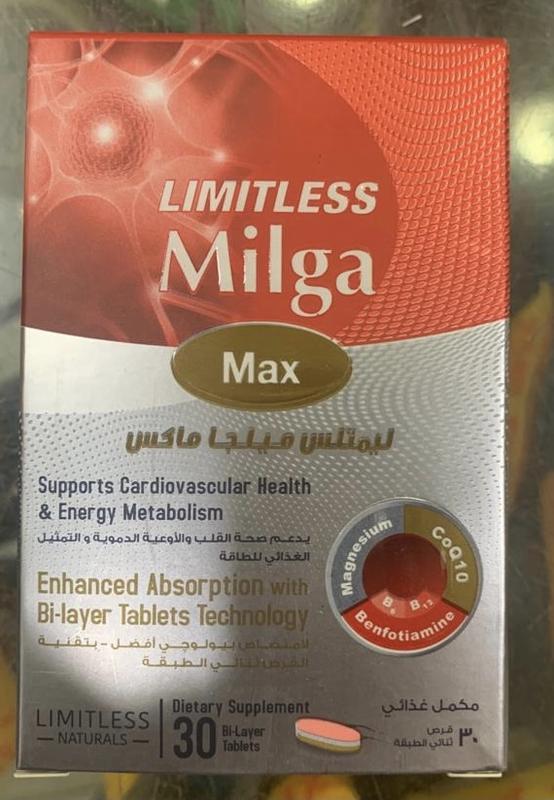 LIMITLESS
Milga
Max
ليمتلس ميلجا ماكس
Supports Cardiovascular Health
& Energy Metabolism
يدعم صحة القلب والأوعية الدموية و التمثيل
الغذائي للطاقة
Enhanced Absorption with
Bi-layer Tablets Technology
لامتصاص بيولوجي أفضل - بتقنية
القرص ثنائي الطبقة
Magnesium
CoQ10
B6 B12
Benfotiamine
LIMITLESS
NATURALS
Dietary Supplement
30 Bi-Layer
Tablets
مكمل غذائي
٣٠ قرص
ثنائي الطبقة